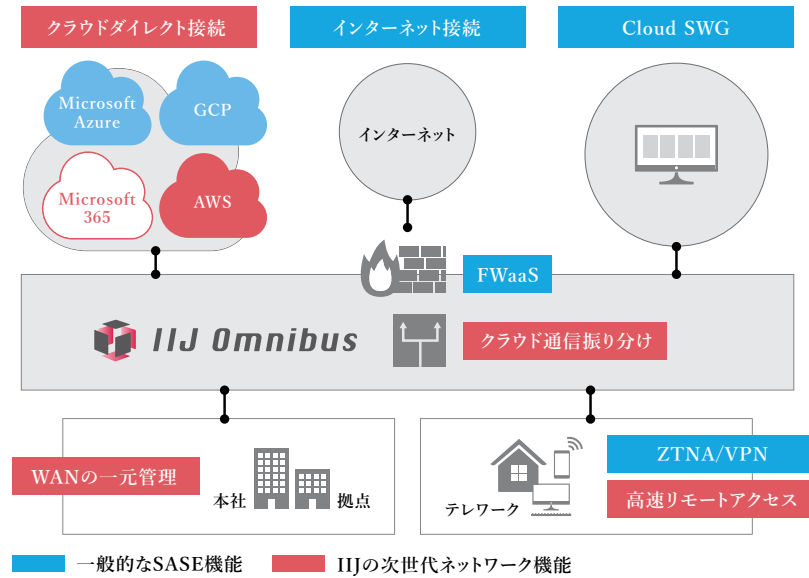 クラウドダイレクト接続
インターネット接続
Cloud SWG
Microsoft
Azure
GCP
インターネット
Microsoft
365
AWS
FWaaS
IIJ Omnibus
クラウド通信振り分け
WANの一元管理
本社
拠点
テレワーク
ZTNA/VPN
高速リモートアクセス
一般的なSASE機能
IIJの次世代ネットワーク機能